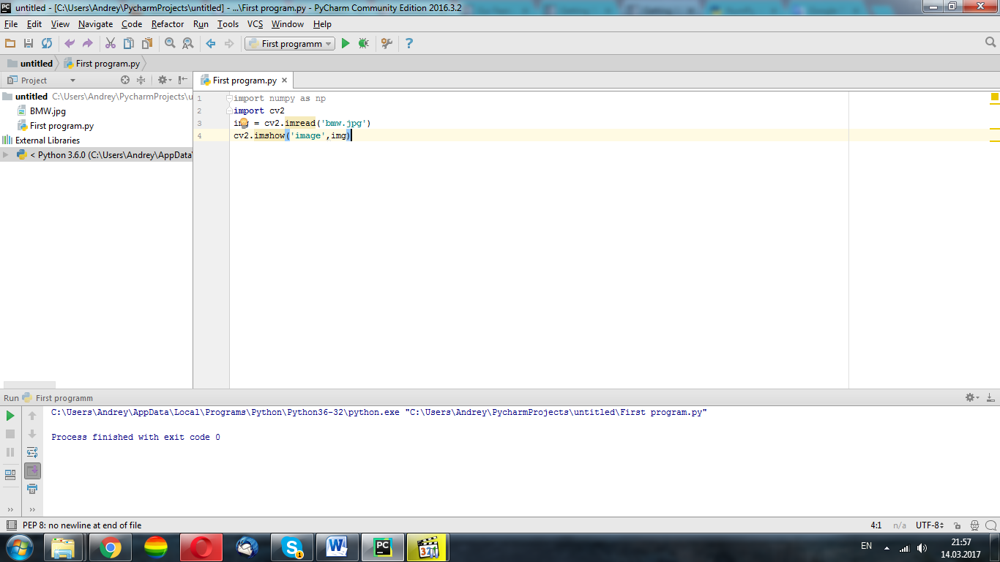 PC untitled - [C:\Users\Andrey\PycharmProjects\untitled] - ...\First program.py - PyCharm Community Edition 2016.3.2
File Edit View Navigate Code Refactor Run Tools VCS Window Help
First programm
untitled First program.py
Project First program.py
untitled C:\Users\Andrey\PycharmProjects\u
BMW.jpg
First program.py
External Libraries
< Python 3.6.0 (C:\Users\Andrey\AppData\
1 import numpy as np
2 import cv2
3 img = cv2.imread('bmw.jpg')
4 cv2.imshow('image',img)
Run First programm
C:\Users\Andrey\AppData\Local\Programs\Python\Python36-32\python.exe "C:\Users\Andrey\PycharmProjects\untitled\First program.py"
Process finished with exit code 0
PEP 8: no newline at end of file 4:1 n/a UTF-8
S 1 W PC 321 EN 21:57
14.03.2017